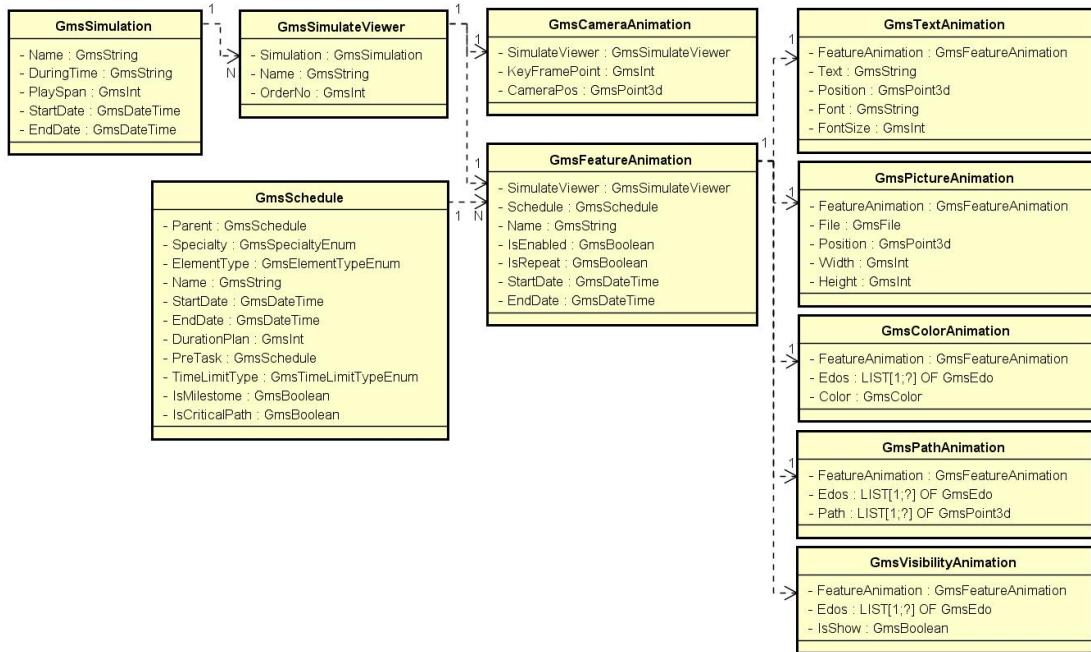 GmsSimulation
- Name : GmsString
- DuringTime : GmsString
- PlaySpan : GmsInt
- StartDate : GmsDateTime
- EndDate : GmsDateTime
1
N
GmsSimulateViewer
- Simulation : GmsSimulation
- Name : GmsString
- OrderNo : GmsInt
1
1
1
GmsCameraAnimation
- SimulateViewer : GmsSimulateViewer
- KeyFramePoint : GmsInt
- CameraPos : GmsPoint3d
GmsSchedule
- Parent : GmsSchedule
- Specialty : GmsSpecialtyEnum
- ElementType : GmsElementTypeEnum
- Name : GmsString
- StartDate : GmsDateTime
- EndDate : GmsDateTime
- DurationPlan : GmsInt
- PreTask : GmsSchedule
- TimeLimitType : GmsTimeLimitTypeEnum
- IsMilestome : GmsBoolean
- IsCriticalPath : GmsBoolean
1
N
GmsFeatureAnimation
- SimulateViewer : GmsSimulateViewer
- Schedule : GmsSchedule
- Name : GmsString
- IsEnabled : GmsBoolean
- IsRepeat : GmsBoolean
- StartDate : GmsDateTime
- EndDate : GmsDateTime
1
1
GmsTextAnimation
- FeatureAnimation : GmsFeatureAnimation
- Text : GmsString
- Position : GmsPoint3d
- Font : GmsString
- FontSize : GmsInt
1
GmsPictureAnimation
- FeatureAnimation : GmsFeatureAnimation
- File : GmsFile
- Position : GmsPoint3d
- Width : GmsInt
- Height : GmsInt
1
GmsColorAnimation
- FeatureAnimation : GmsFeatureAnimation
- Edos : LIST[1;?] OF GmsEdo
- Color : GmsColor
1
GmsPathAnimation
- FeatureAnimation : GmsFeatureAnimation
- Edos : LIST[1;?] OF GmsEdo
- Path : LIST[1;?] OF GmsPoint3d
1
GmsVisibilityAnimation
- FeatureAnimation : GmsFeatureAnimation
- Edos : LIST[1;?] OF GmsEdo
- IsShow : GmsBoolean